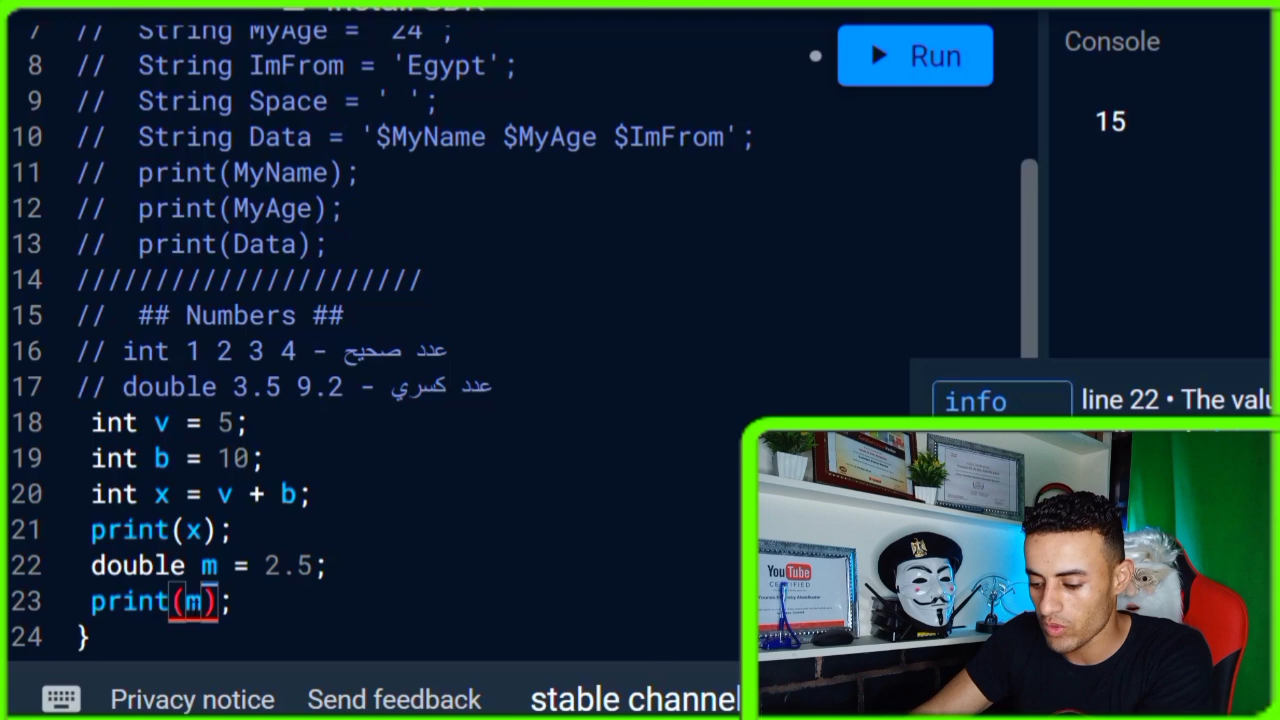 7 // String MyAge = 24 ;
8 // String ImFrom = 'Egypt';
9 // String Space = ' ';
10 // String Data = '$MyName $MyAge $ImFrom';
11 // print(MyName);
12 // print(MyAge);
13 // print(Data);
14 //////////////////////
15 // ## Numbers ##
16 // int 1 2 3 4 - عدد صحيح
17 // double 3.5 9.2 - عدد كسري
18 int v = 5;
19 int b = 10;
20 int x = v + b;
21 print(x);
22 double m = 2.5;
23 print(m);
24 }
Run
Console
15
info line 22 • The valu
Privacy notice Send feedback stable channel
YouTube
CERTIFIED